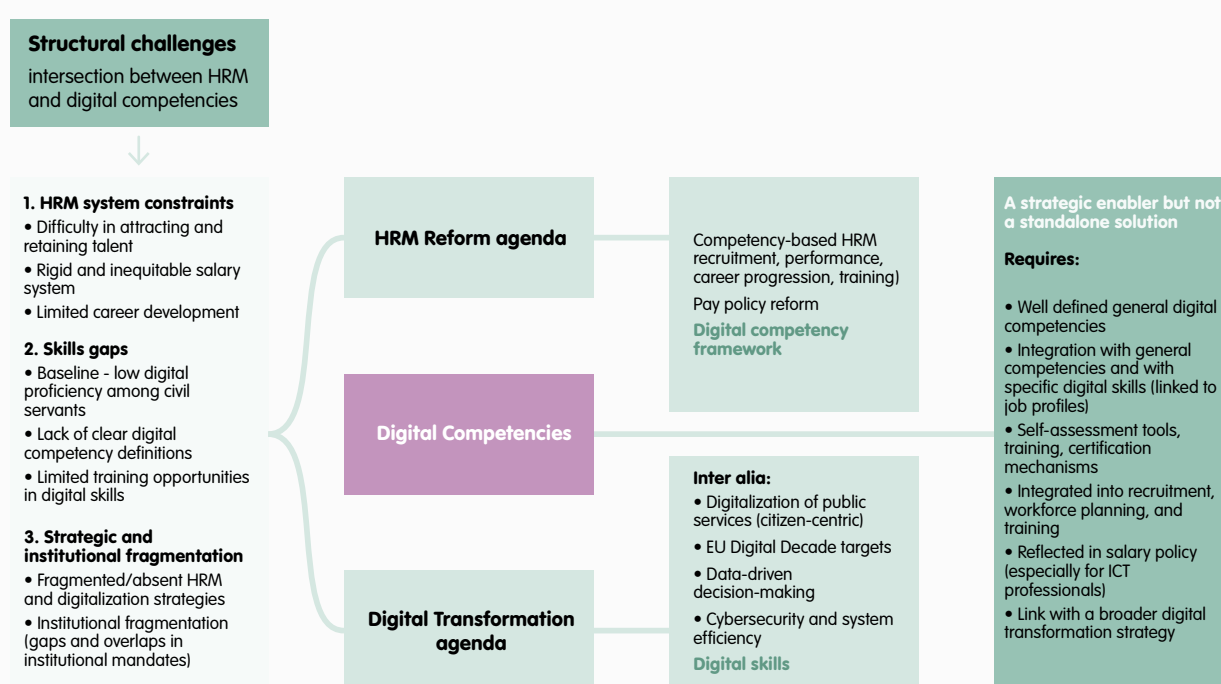 Structural challenges
intersection between HRM
and digital competencies
1. HRM system constraints
• Difficulty in attracting and
retaining talent
• Rigid and inequitable salary
system
• Limited career development
2. Skills gaps
• Baseline - low digital
proficiency among civil
servants
• Lack of clear digital
competency definitions
• Limited training opportunities
in digital skills
3. Strategic and
institutional fragmentation
• Fragmented/absent HRM
and digitalization strategies
• Institutional fragmentation
(gaps and overlaps in
institutional mandates)
HRM Reform agenda
Digital Competencies
Digital Transformation
agenda
Competency-based HRM
recruitment, performance,
career progression, training)
Pay policy reform
Digital competency
framework
Inter alia:
• Digitalization of public
services (citizen-centric)
• EU Digital Decade targets
• Data-driven
decision-making
• Cybersecurity and system
efficiency
Digital skills
A strategic enabler but not
a standalone solution
Requires:
• Well defined general digital
competencies
• Integration with general
competencies and with
specific digital skills (linked to
job profiles)
• Self-assessment tools,
training, certification
mechanisms
• Integrated into recruitment,
workforce planning, and
training
• Reflected in salary policy
(especially for ICT
professionals)
• Link with a broader digital
transformation strategy